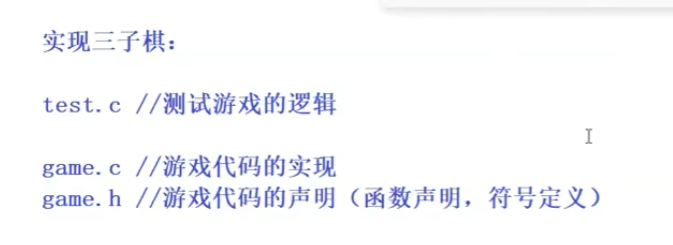 实现三子棋：
test.c //测试游戏的逻辑
game.c //游戏代码的实现
game.h //游戏代码的声明（函数声明，符号定义）